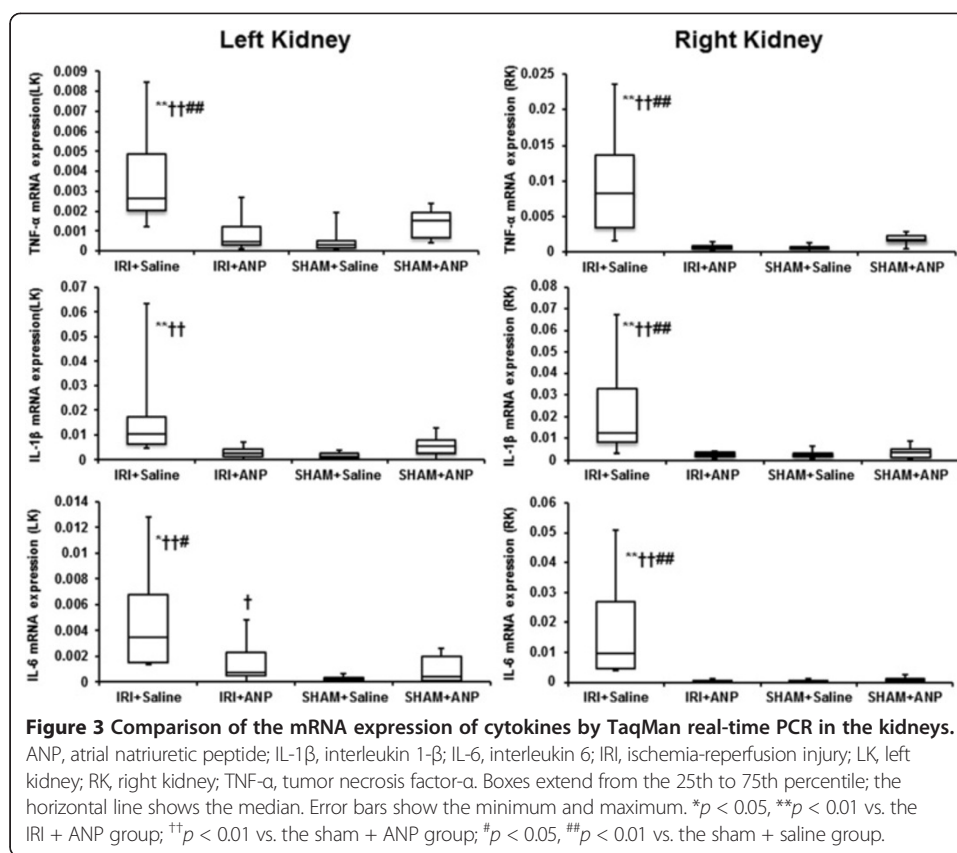 Left Kidney
Right Kidney
TNF-α mRNA expression(LK)
0.009
0.008
0.007
0.006
0.005
0.004
0.003
0.002
0.001
0
**††##
IRI+Saline IRI+ANP SHAM+Saline SHAM+ANP
TNF-α mRNA expression (RK)
0.025
0.02
0.015
0.01
0.005
0
**††##
IRI+Saline IRI+ANP SHAM+Saline SHAM+ANP
IL-1β mRNA expression(LK)
0.07
0.06
0.05
0.04
0.03
0.02
0.01
0
**††
IRI+Saline IRI+ANP SHAM+Saline SHAM+ANP
IL-1β mRNA expression (RK)
0.08
0.07
0.06
0.05
0.04
0.03
0.02
0.01
0
**††##
IRI+Saline IRI+ANP SHAM+Saline SHAM+ANP
IL-6 mRNA expression (LK)
0.014
0.012
0.01
0.008
0.006
0.004
0.002
0
*††#
†
IRI+Saline IRI+ANP SHAM+Saline SHAM+ANP
IL-6 mRNA expression (RK)
0.06
0.05
0.04
0.03
0.02
0.01
0
**††##
IRI+Saline IRI+ANP SHAM+Saline SHAM+ANP
Figure 3 Comparison of the mRNA expression of cytokines by TaqMan real-time PCR in the kidneys.
ANP, atrial natriuretic peptide; IL-1β, interleukin 1-β; IL-6, interleukin 6; IRI, ischemia-reperfusion injury; LK, left
kidney; RK, right kidney; TNF-α, tumor necrosis factor-α. Boxes extend from the 25th to 75th percentile; the
horizontal line shows the median. Error bars show the minimum and maximum. *p < 0.05, **p < 0.01 vs. the
IRI + ANP group; ††p < 0.01 vs. the sham + ANP group; #p < 0.05, ##p < 0.01 vs. the sham + saline group.